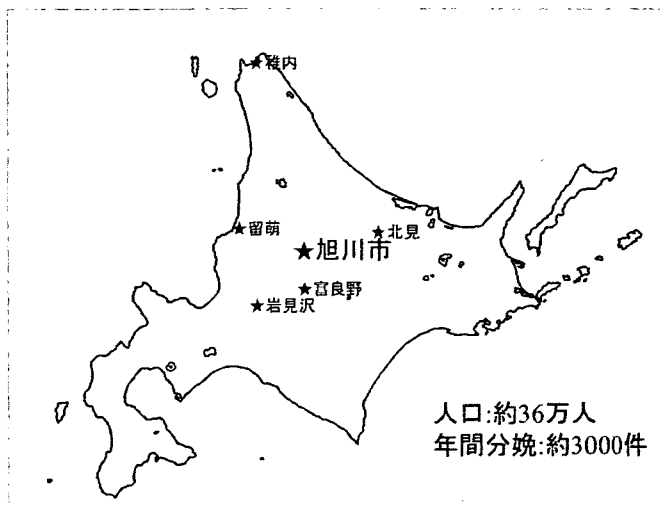 ★稚内
★留萌
★北見
★旭川市
★富良野
★岩見沢
人口:約36万人
年間分娩:約3000件